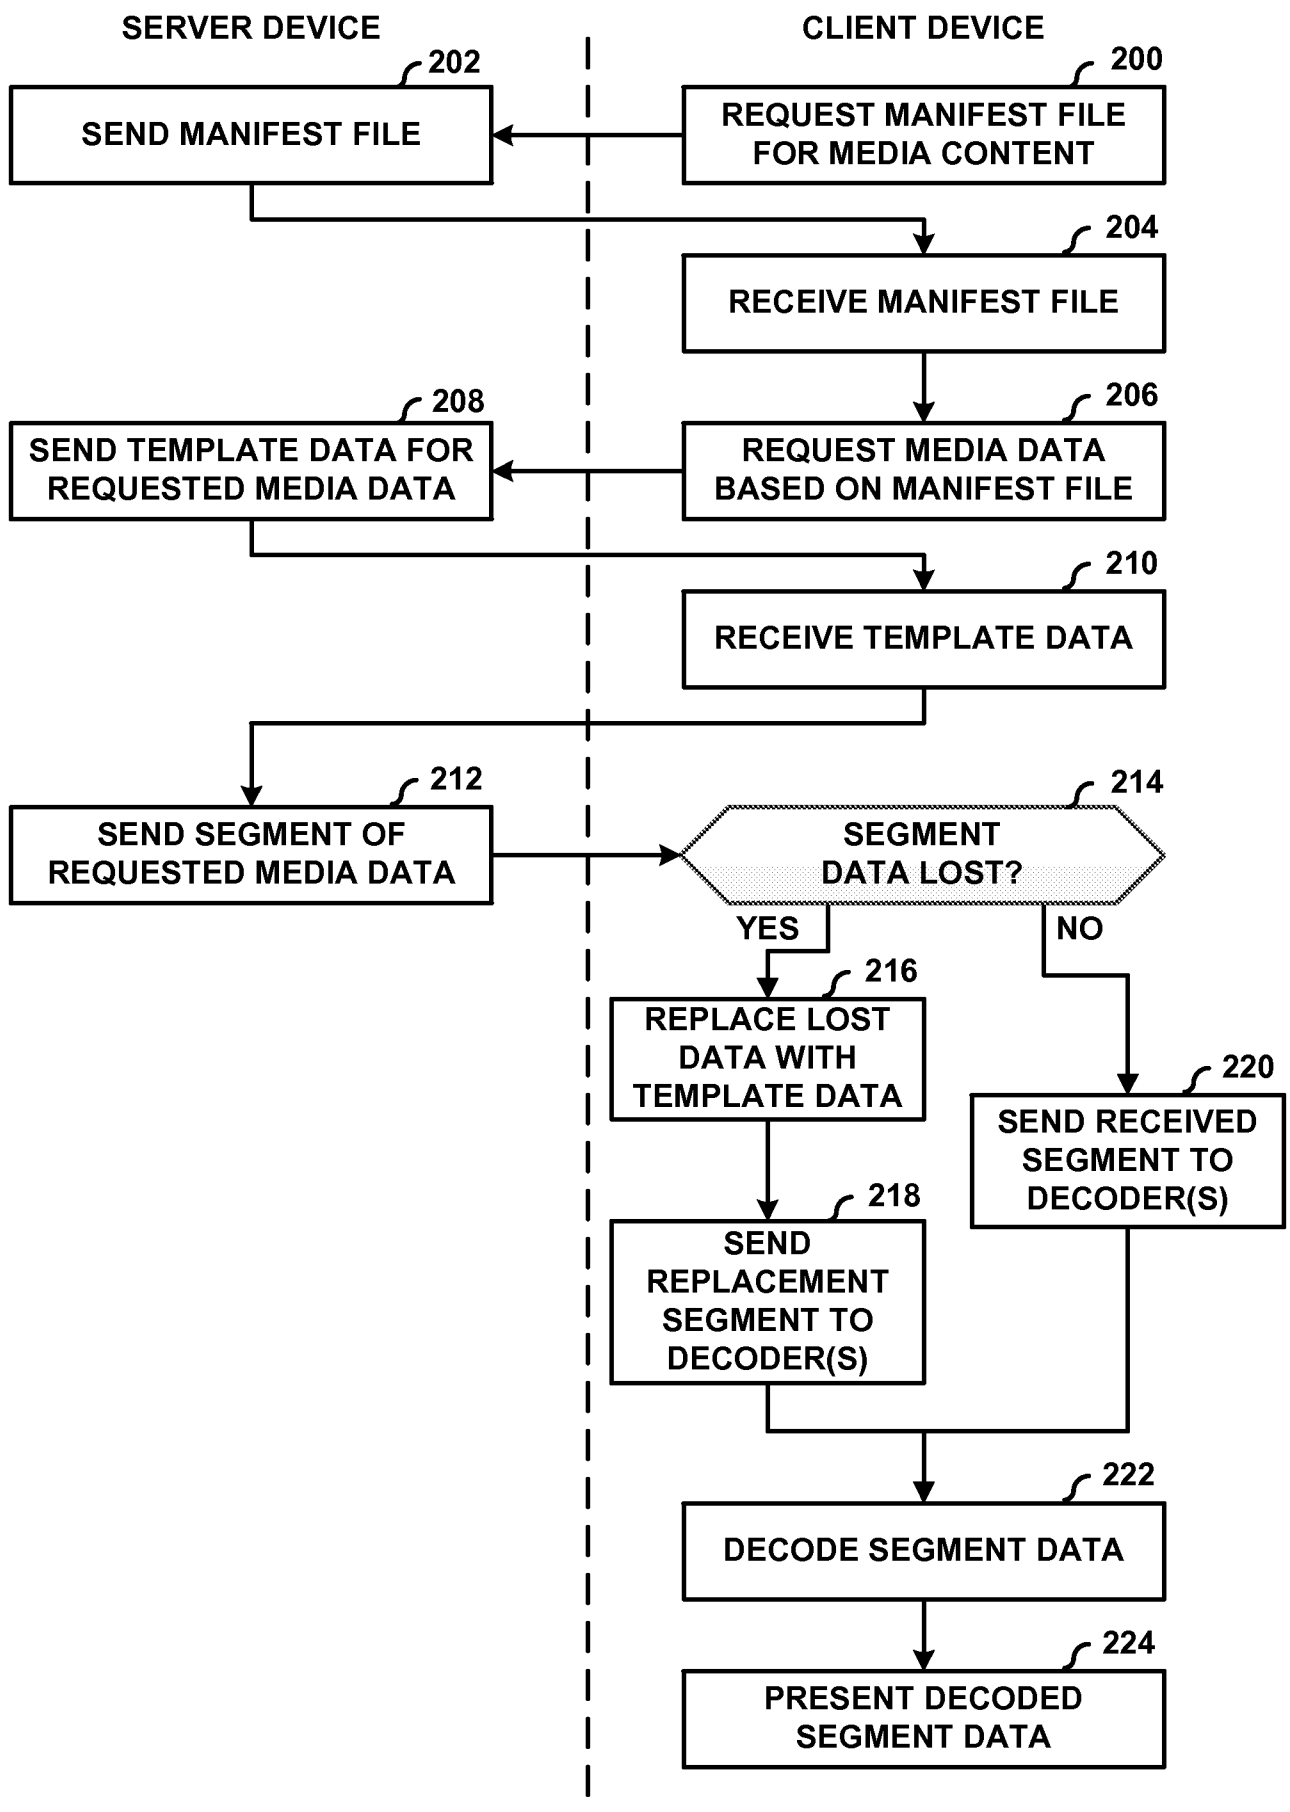 SERVER DEVICE
CLIENT DEVICE
202
SEND MANIFEST FILE
200
REQUEST MANIFEST FILE
FOR MEDIA CONTENT
204
RECEIVE MANIFEST FILE
206
REQUEST MEDIA DATA
BASED ON MANIFEST FILE
208
SEND TEMPLATE DATA FOR
REQUESTED MEDIA DATA
210
RECEIVE TEMPLATE DATA
212
SEND SEGMENT OF
REQUESTED MEDIA DATA
214
SEGMENT
DATA LOST?
YES
NO
216
REPLACE LOST
DATA WITH
TEMPLATE DATA
220
SEND RECEIVED
SEGMENT TO
DECODER(S)
218
SEND
REPLACEMENT
SEGMENT TO
DECODER(S)
222
DECODE SEGMENT DATA
224
PRESENT DECODED
SEGMENT DATA